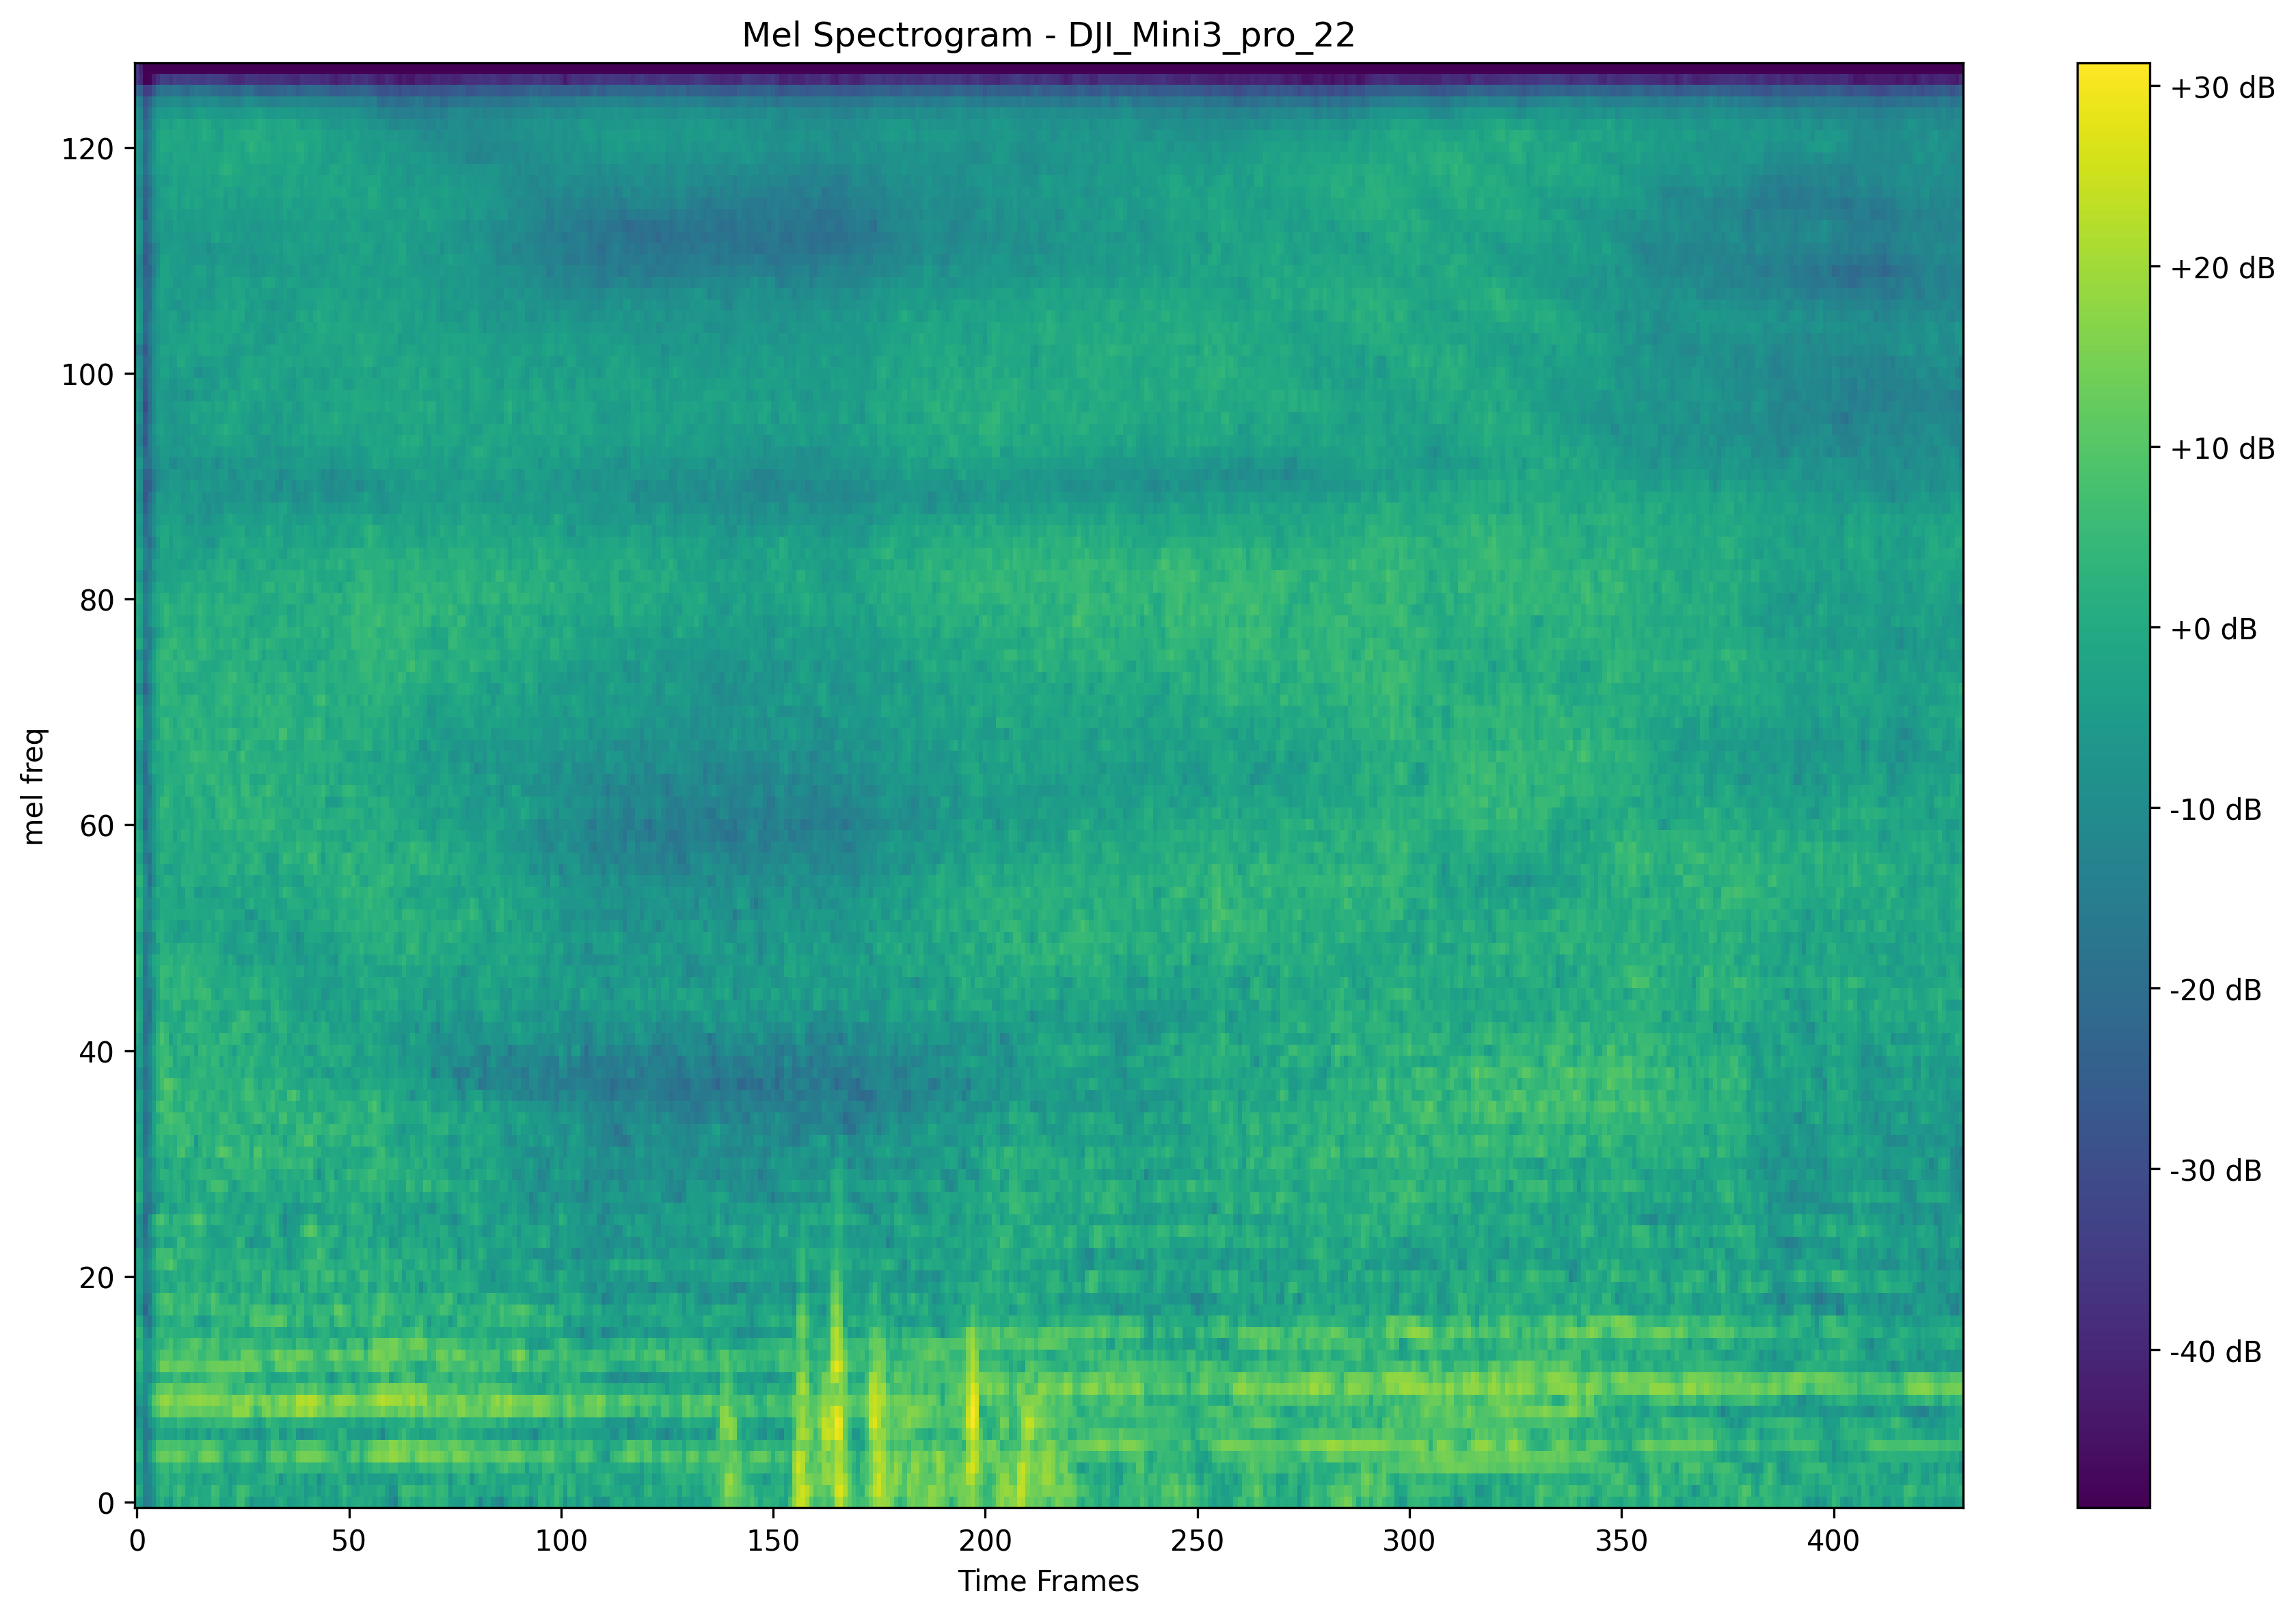 Mel Spectrogram - DJI_Mini3_pro_22
mel freq
120
100
80
60
40
20
0
0 50 100 150 200 250 300 350 400
Time Frames
+30 dB
+20 dB
+10 dB
+0 dB
-10 dB
-20 dB
-30 dB
-40 dB